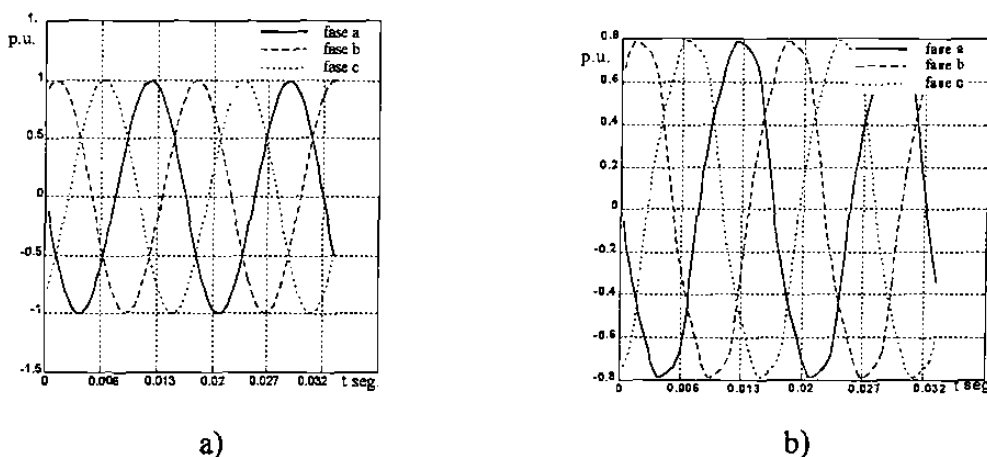 1.
p.u.
fase a
fase b
fase c
1
0.5
0
-0.5
-1
-1.5
0
0.006
0.013
0.02
0.027
0.032
t seg.
a)
0.8
p.u.
fase a
fase b
fase c
0.6
0.4
0.2
0
-0.2
-0.4
-0.6
-0.8
0
0.006
0.013
0.02
0.027
0.032
t seg
b)